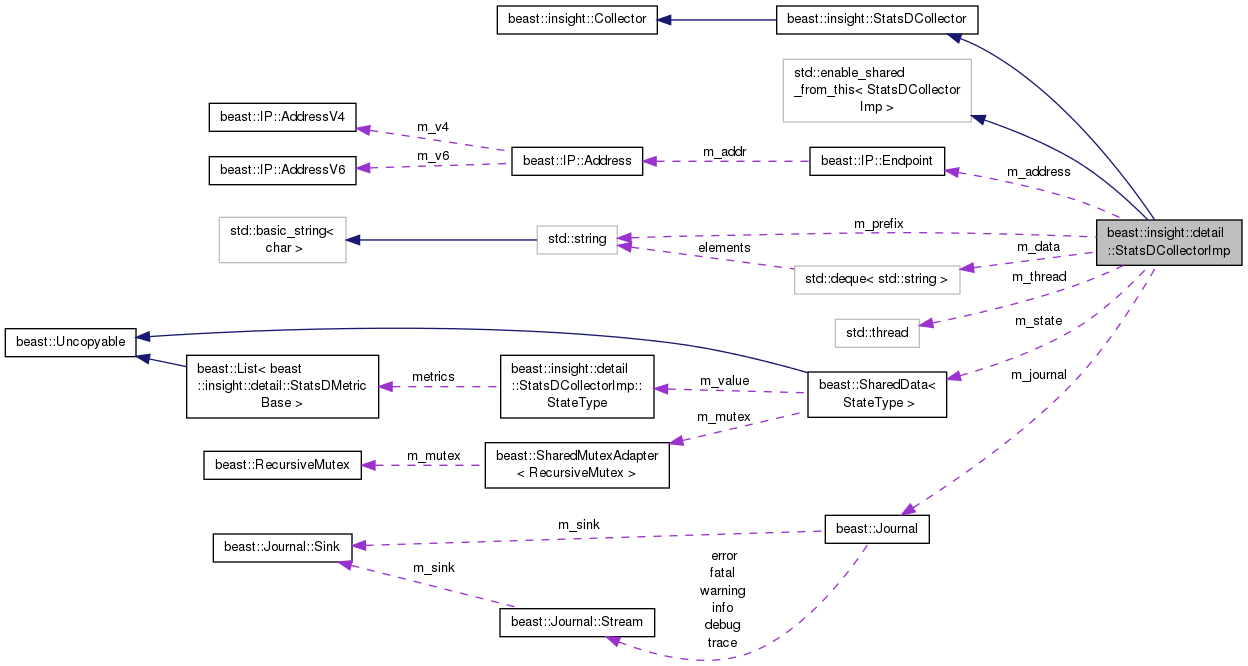 beast::insight::Collector
beast::insight::StatsDCollector
std::enable_shared
_from_this< StatsDCollector
Imp >
beast::IP::AddressV4
m_v4
beast::IP::AddressV6
m_v6
beast::IP::Address
m_addr
beast::IP::Endpoint
m_address
beast::insight::detail
::StatsDCollectorImp
std::basic_string<
char >
std::string
m_prefix
elements
std::deque< std::string >
m_data
m_thread
std::thread
m_state
m_journal
beast::Uncopyable
beast::List< beast
::insight::detail::StatsDMetric
Base >
metrics
beast::insight::detail
::StatsDCollectorImp::
StateType
m_value
beast::SharedData<
StateType >
m_mutex
beast::RecursiveMutex
m_mutex
beast::SharedMutexAdapter
< RecursiveMutex >
beast::Journal
m_sink
beast::Journal::Sink
m_sink
beast::Journal::Stream
error
fatal
warning
info
debug
trace